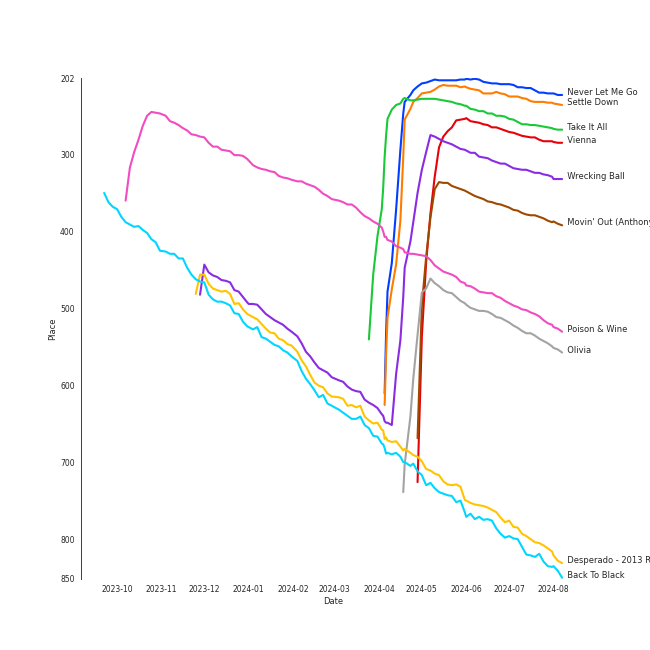 202
300
400
500
600
700
800
850
Place
2023-10 2023-11 2023-12 2024-01 2024-02 2024-03 2024-04 2024-05 2024-06 2024-07 2024-08
Date
Never Let Me Go
Settle Down
Take It All
Vienna
Wrecking Ball
Movin' Out (Anthony
Poison & Wine
Olivia
Desperado - 2013 R
Back To Black